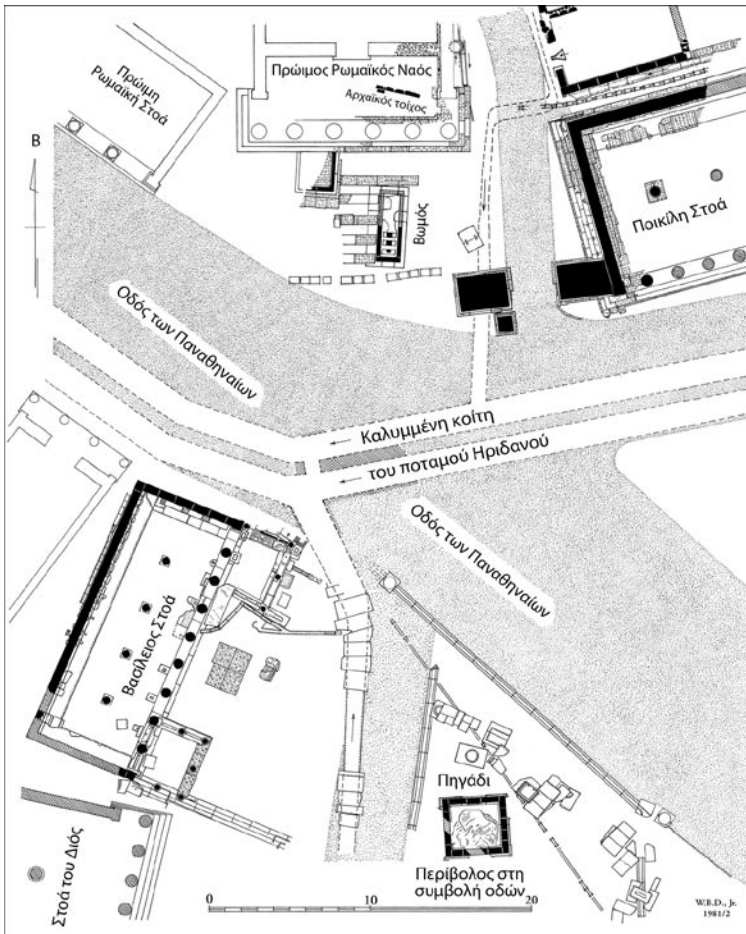 Πρώιμη
Ρωμαϊκή Στοά
Πρώιμος Ρωμαϊκός Ναός
Αρχαϊκός τοίχος
Β
Βωμός
Ποικίλη Στοά
Οδός των Παναθηναίων
Καλυμμένη κοίτη
του ποταμού Ηριδανού
Οδός των Παναθηναίων
Βασίλειος Στοά
Πηγάδι
Περίβολος στη
συμβολή οδών
Στοά του Διός
0 10 20
W.B.D., Jr.
1981/2